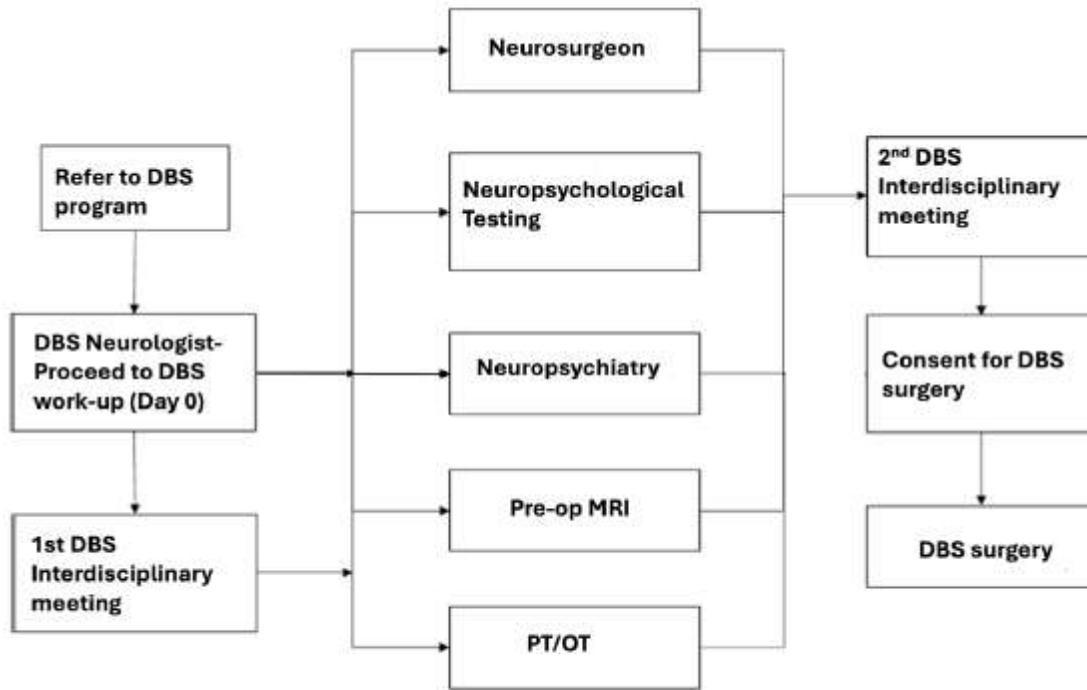 Refer to DBS
program
DBS Neurologist-
Proceed to DBS
work-up (Day 0)
1st DBS
Interdisciplinary
meeting
Neurosurgeon
Neuropsychological
Testing
Neuropsychiatry
Pre-op MRI
PT/OT
2nd DBS
Interdisciplinary
meeting
Consent for DBS
surgery
DBS surgery